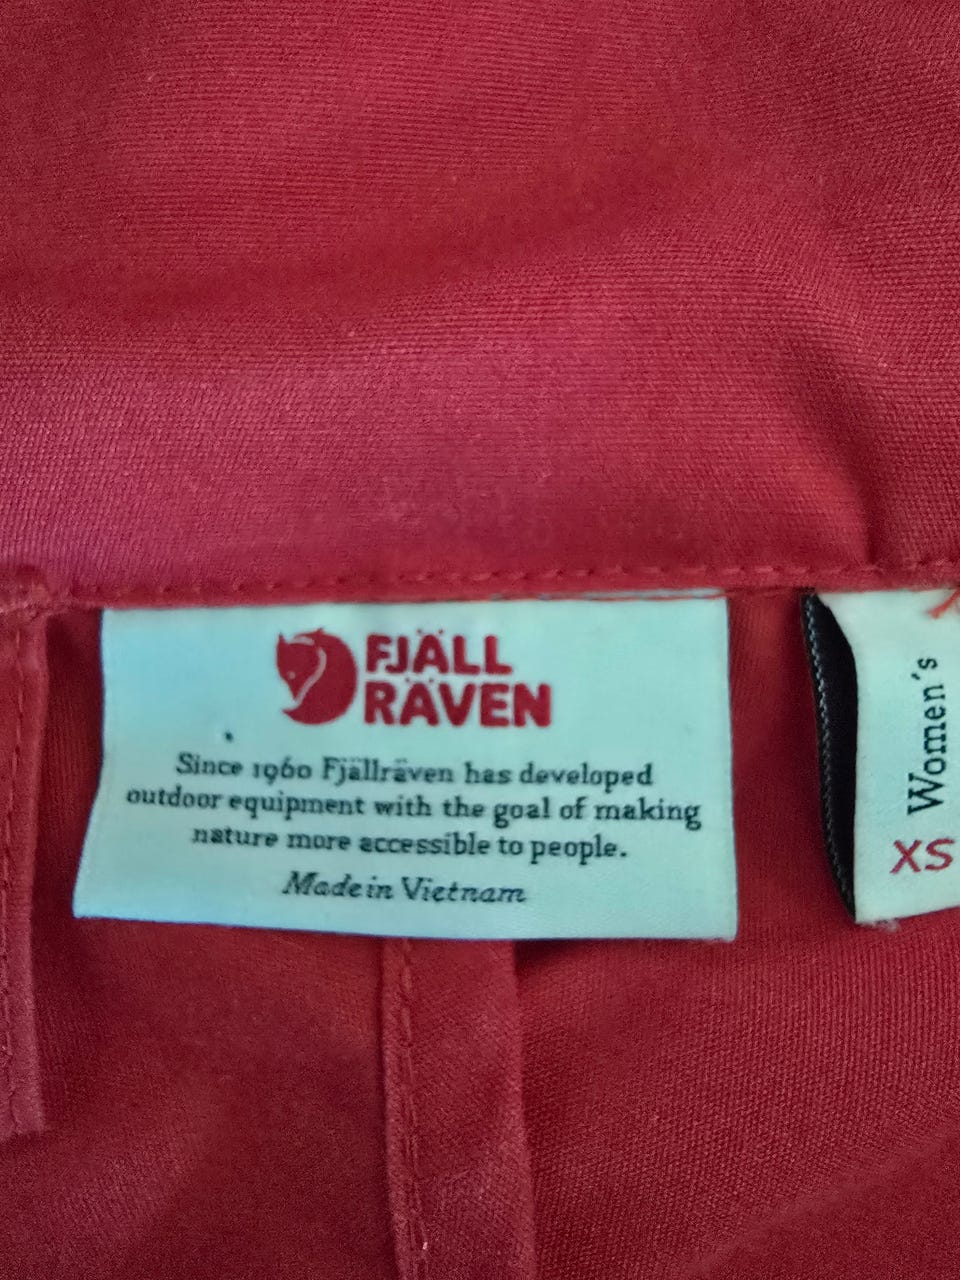 FJÄLL
RÄVEN
Since 1960 Fjällräven has developed
outdoor equipment with the goal of making
nature more accessible to people.
Made in Vietnam
Women's
XS